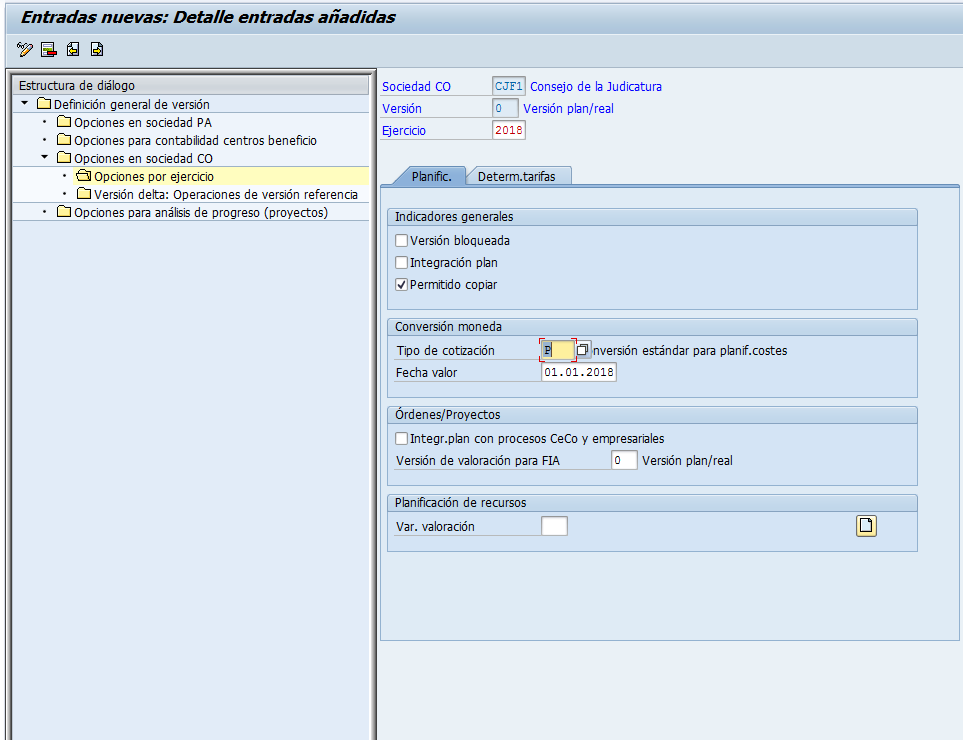 Entradas nuevas: Detalle entradas añadidas
Estructura de diálogo
Definición general de versión
Opciones en sociedad PA
Opciones para contabilidad centros beneficio
Opciones en sociedad CO
Opciones por ejercicio
Versión delta: Operaciones de versión referencia
Opciones para análisis de progreso (proyectos)
Sociedad CO CJF1 Consejo de la Judicatura
Versión 0 Versión plan/real
Ejercicio 2018
Planific. Determ.tarifas
Indicadores generales
Versión bloqueada
Integración plan
Permitido copiar
Conversión moneda
Tipo de cotización P nversión estándar para planif.costes
Fecha valor 01.01.2018
Órdenes/Proyectos
Integr.plan con procesos CeCo y empresariales
Versión de valoración para FIA 0 Versión plan/real
Planificación de recursos
Var. valoración